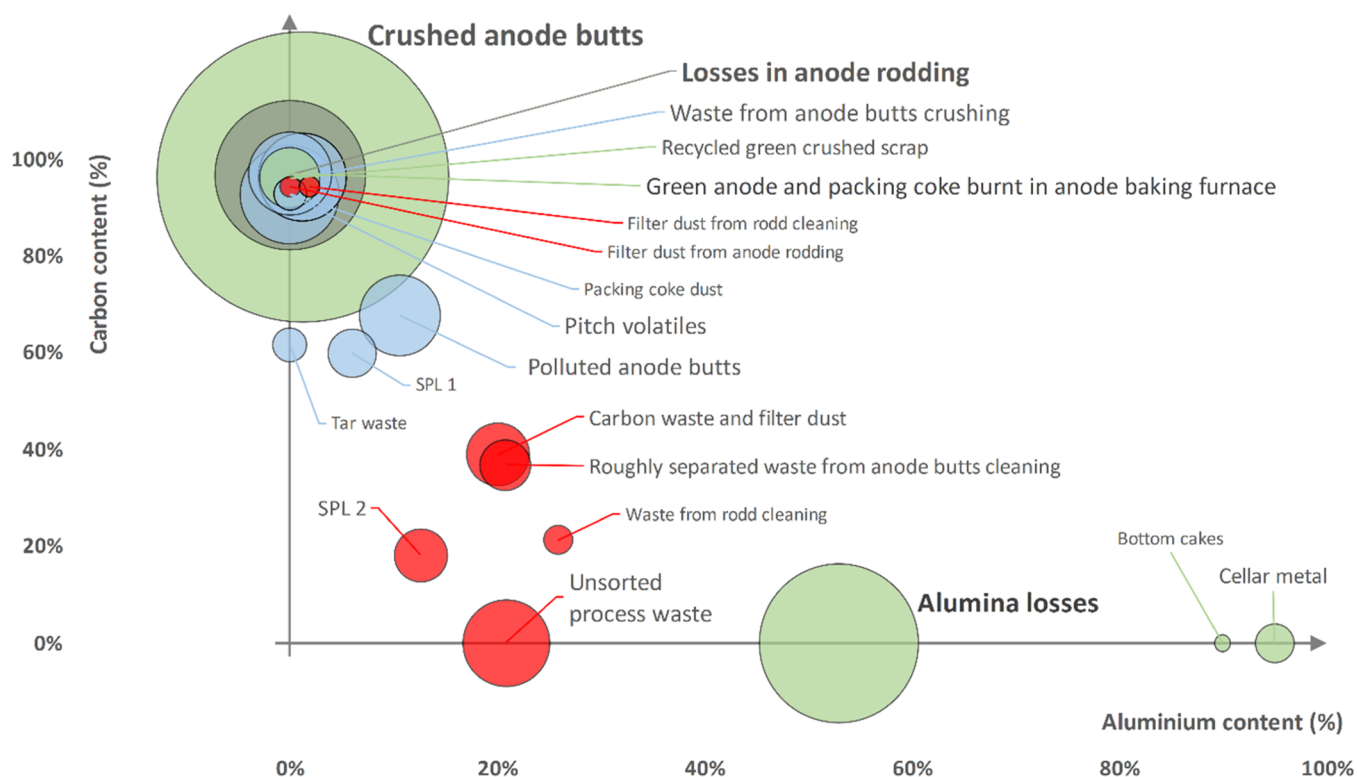 Crushed anode butts
Losses in anode rodding
Waste from anode butts crushing
Recycled green crushed scrap
Green anode and packing coke burnt in anode baking furnace
Filter dust from rodd cleaning
Filter dust from anode rodding
Packing coke dust
Pitch volatiles
Polluted anode butts
SPL 1
Tar waste
Carbon waste and filter dust
Roughly separated waste from anode butts cleaning
SPL 2
Waste from rodd cleaning
Bottom cakes
Cellar metal
Unsorted
process waste
Alumina losses
Carbon content (%)
100%
80%
60%
40%
20%
0%
Aluminium content (%)
0%
20%
40%
60%
80%
100%